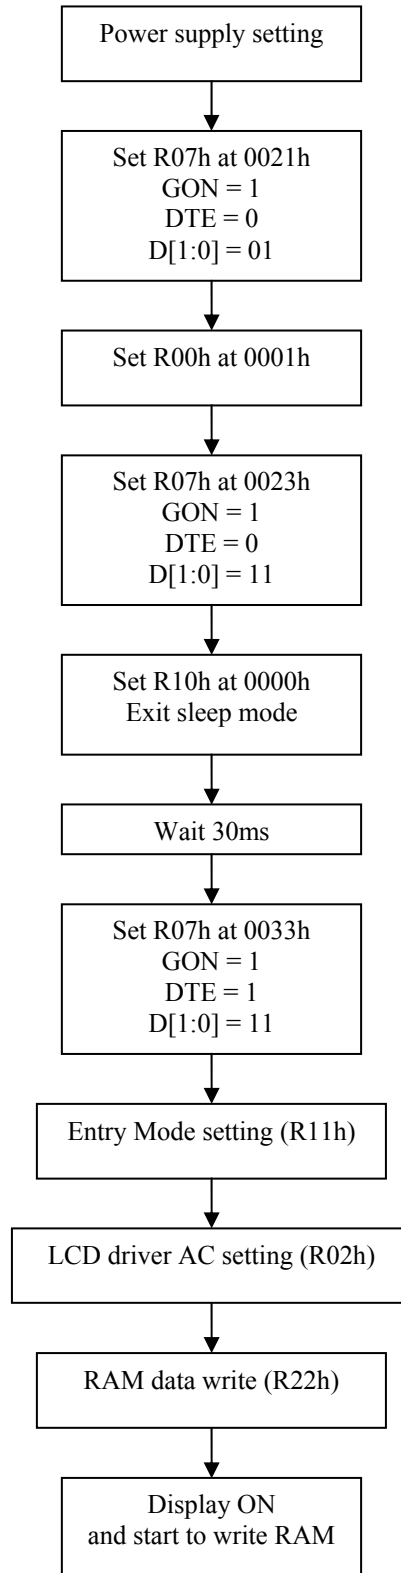 Power supply setting
Set R07h at 0021h
GON = 1
DTE = 0
D[1:0] = 01
Set R00h at 0001h
Set R07h at 0023h
GON = 1
DTE = 0
D[1:0] = 11
Set R10h at 0000h
Exit sleep mode
Wait 30ms
Set R07h at 0033h
GON = 1
DTE = 1
D[1:0] = 11
Entry Mode setting (R11h)
LCD driver AC setting (R02h)
RAM data write (R22h)
Display ON
and start to write RAM